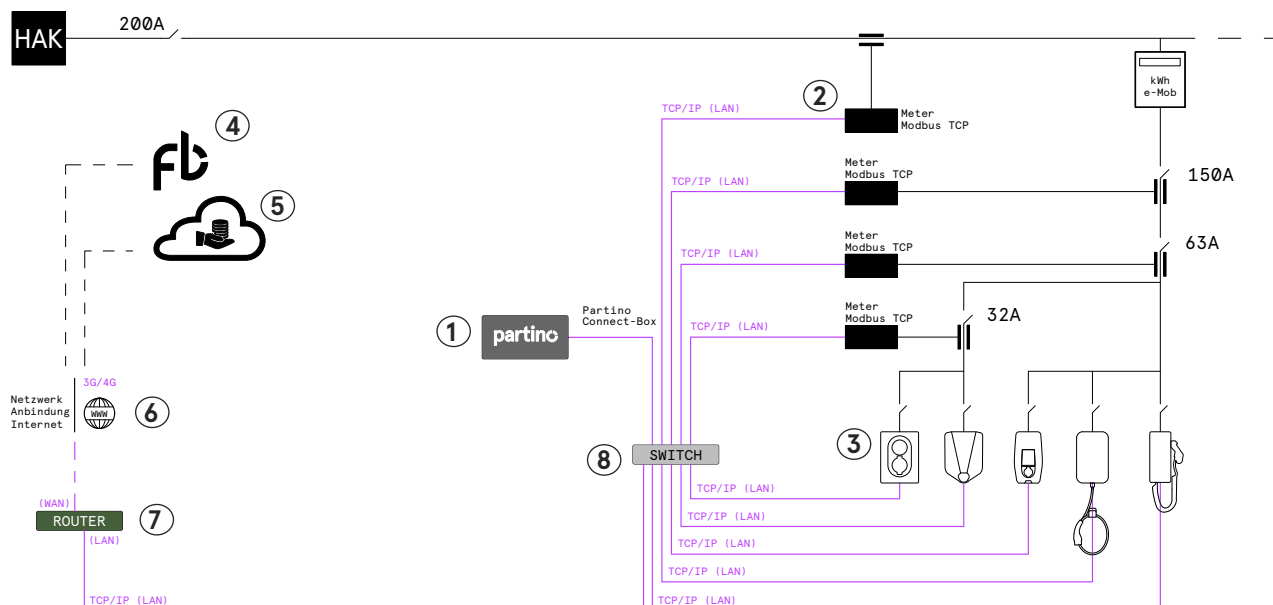 HAK
200A
kWh
e-Mob
2
TCP/IP (LAN)
Meter
Modbus TCP
4
fb
Meter
Modbus TCP
TCP/IP (LAN)
150A
5
Meter
Modbus TCP
TCP/IP (LAN)
63A
1
partino
Partino
Connect-Box
Meter
Modbus TCP
TCP/IP (LAN)
32A
3G/4G
Netzwerk
Anbindung
Internet
WWW
6
3
8
SWITCH
TCP/IP (LAN)
(WAN)
ROUTER
7
TCP/IP (LAN)
(LAN)
TCP/IP (LAN)
TCP/IP (LAN)
TCP/IP (LAN)
TCP/IP (LAN)